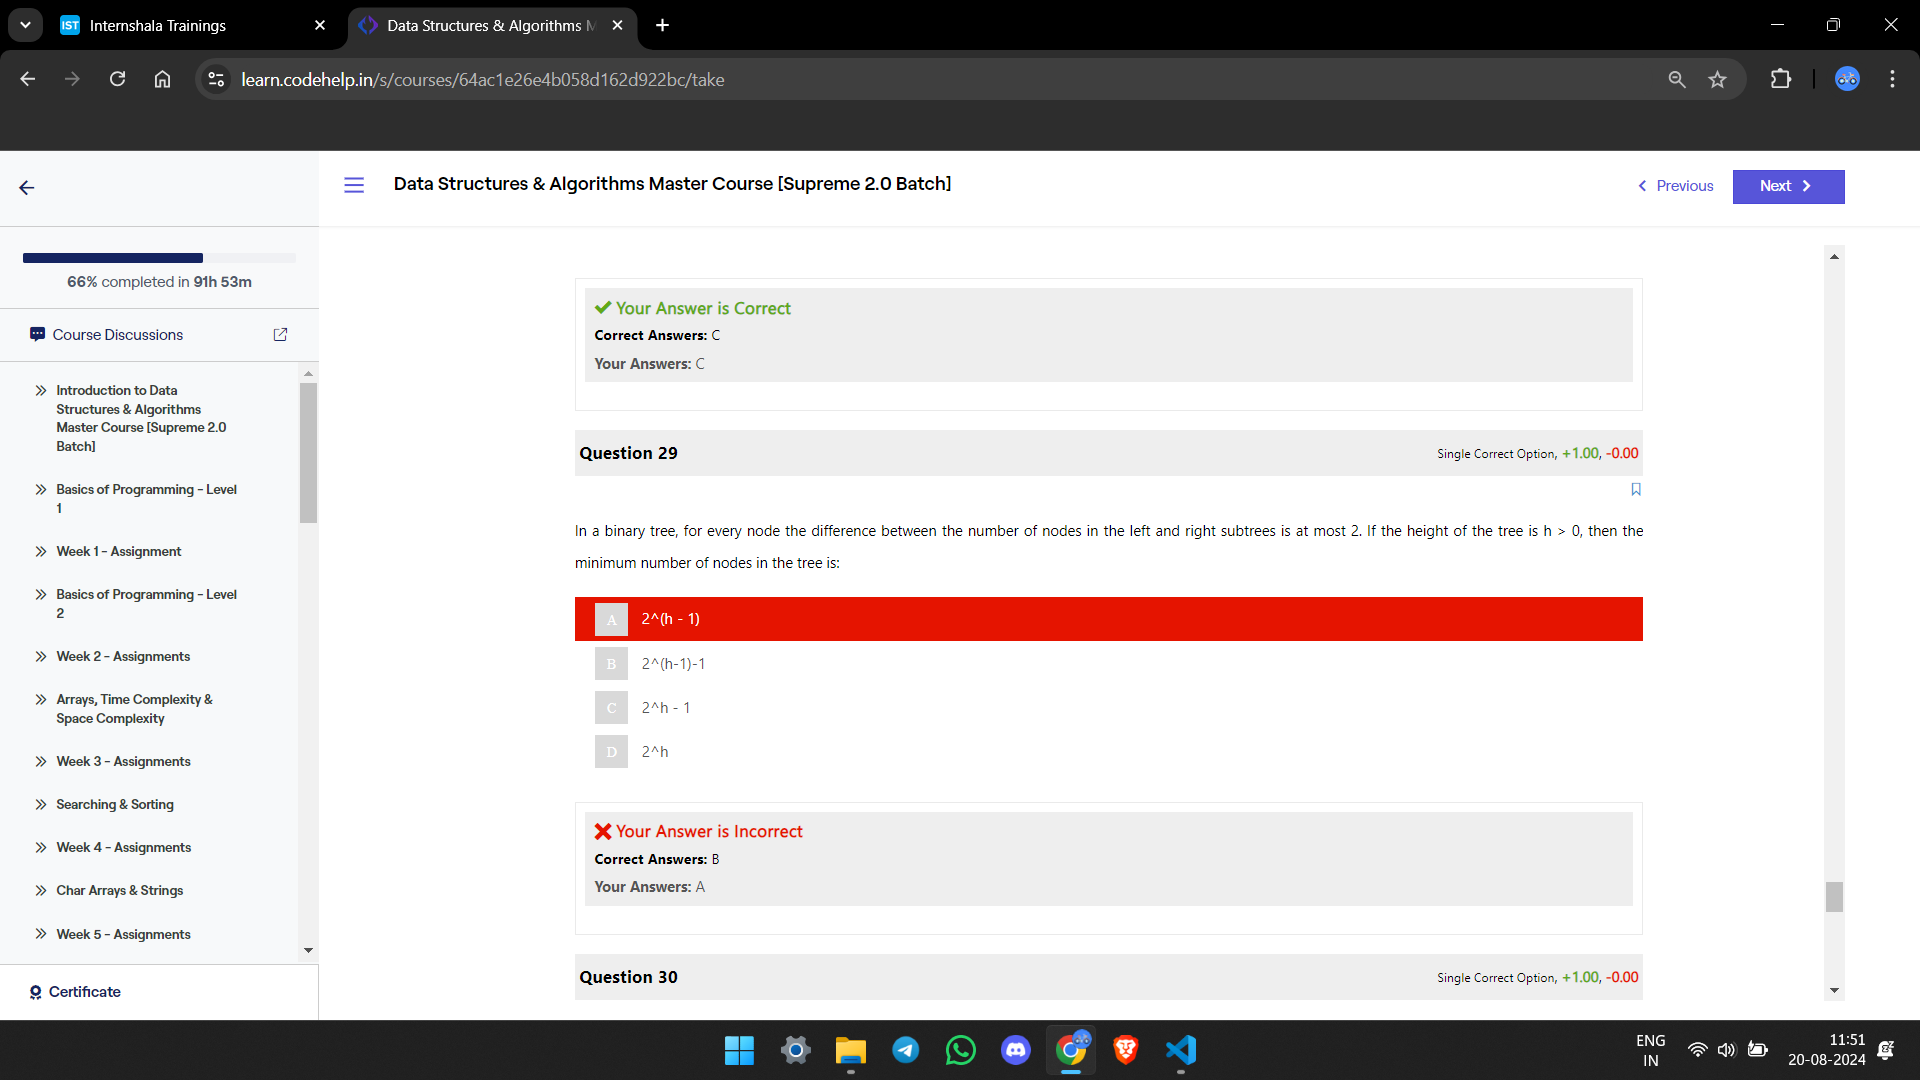 IST Internshala Trainings
Data Structures & Algorithms M
learn.codehelp.in/s/courses/64ac1e26e4b058d162d922bc/take
Data Structures & Algorithms Master Course [Supreme 2.0 Batch]
Previous
Next
66% completed in 91h 53m
Course Discussions
Introduction to Data
Structures & Algorithms
Master Course [Supreme 2.0
Batch]
Basics of Programming - Level
1
Week 1 - Assignment
Basics of Programming - Level
2
Week 2 - Assignments
Arrays, Time Complexity &
Space Complexity
Week 3 - Assignments
Searching & Sorting
Week 4 - Assignments
Char Arrays & Strings
Week 5 - Assignments
Certificate
Your Answer is Correct
Correct Answers: C
Your Answers: C
Question 29
Single Correct Option, +1.00, -0.00
In a binary tree, for every node the difference between the number of nodes in the left and right subtrees is at most 2. If the height of the tree is h > 0, then the
minimum number of nodes in the tree is:
A 2^(h - 1)
B 2^(h-1)-1
C 2^h - 1
D 2^h
Your Answer is Incorrect
Correct Answers: B
Your Answers: A
Question 30
Single Correct Option, +1.00, -0.00
ENG
IN
11:51
20-08-2024